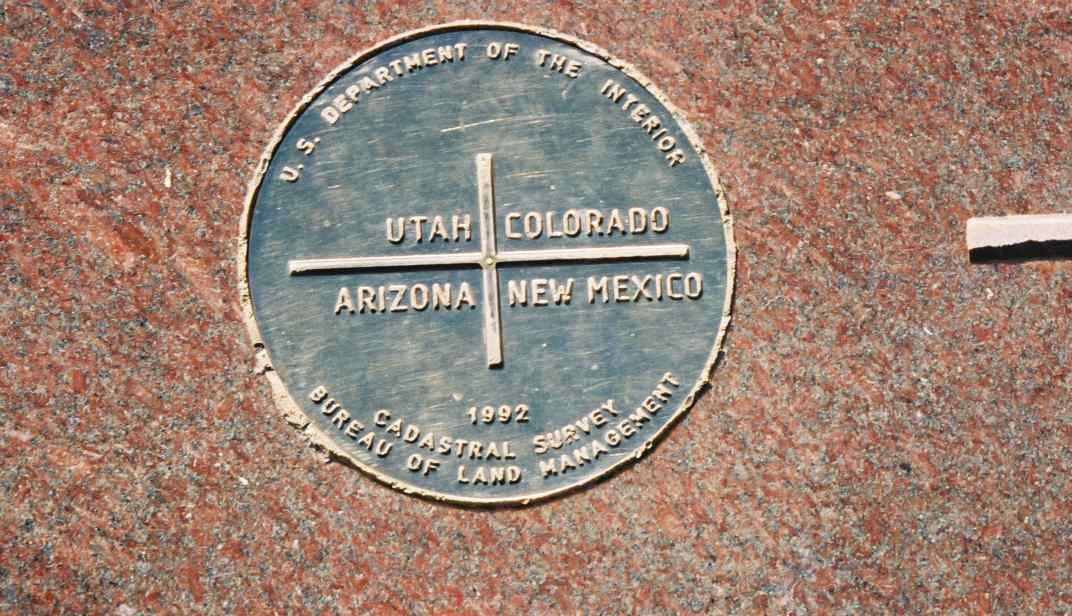 U. S. DEPARTMENT OF THE INTERIOR
UTAH COLORADO
ARIZONA NEW MEXICO
1992
CADASTRAL SURVEY
BUREAU OF LAND MANAGEMENT